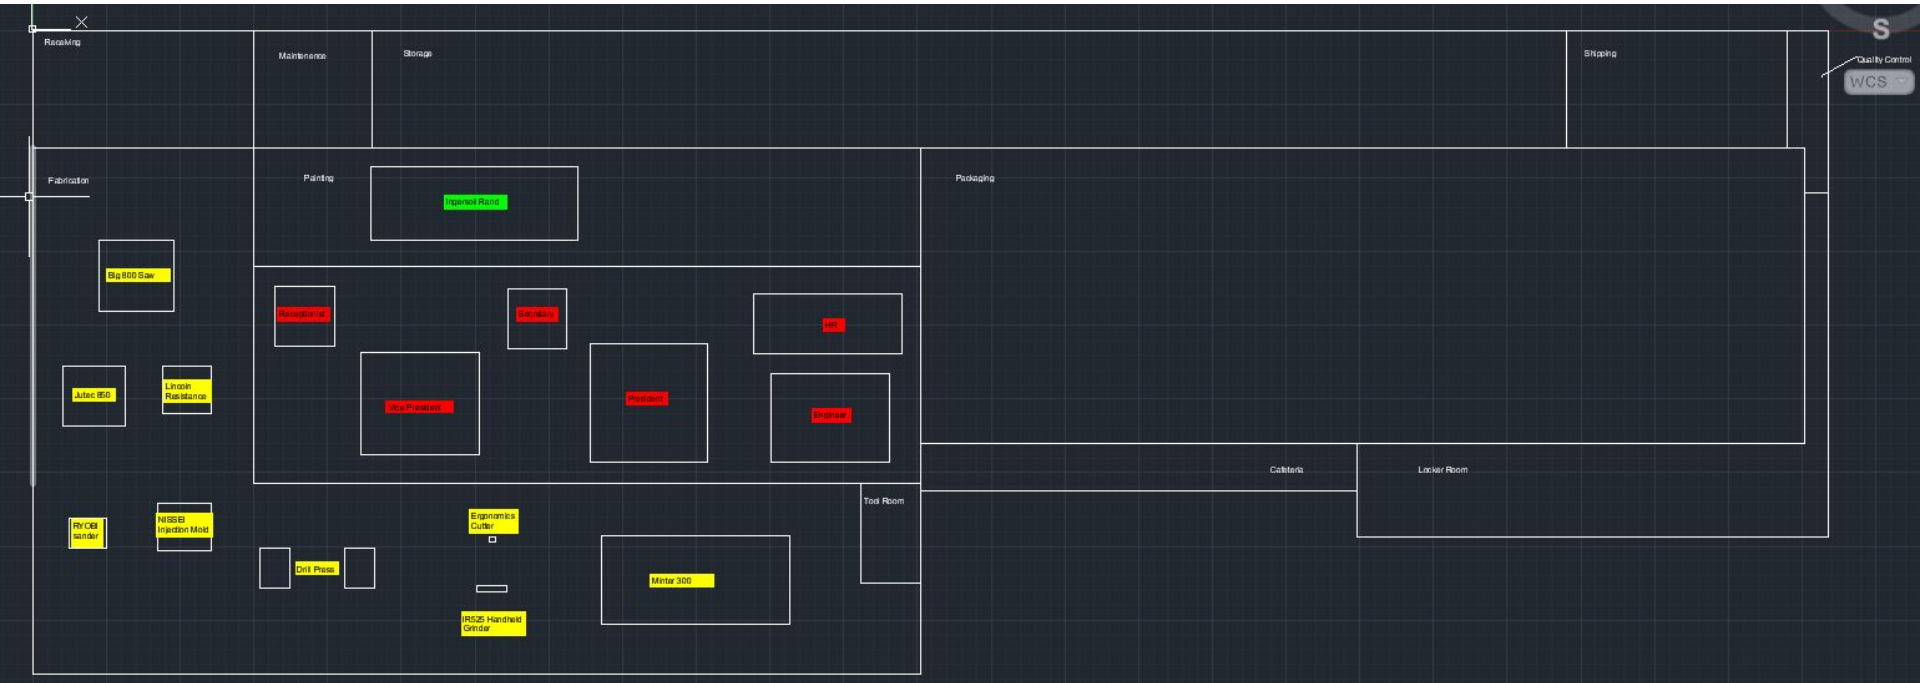 S
Receiving
Maintenence
Storage
Shipping
Quality Control
WCS
Fabrication
Painting
Packaging
Ingersoll Rand
Big 800 Saw
Receptionist
Secretary
HR
Jutec 850
Lincoln
Resistance
Vice President
President
Engineer
Cafeteria
Locker Room
Tool Room
RYOBI
sander
NISSEI
Injection Mold
Ergonomics
Cutter
Drill Press
Minter 300
IR525 Handheld
Grinder